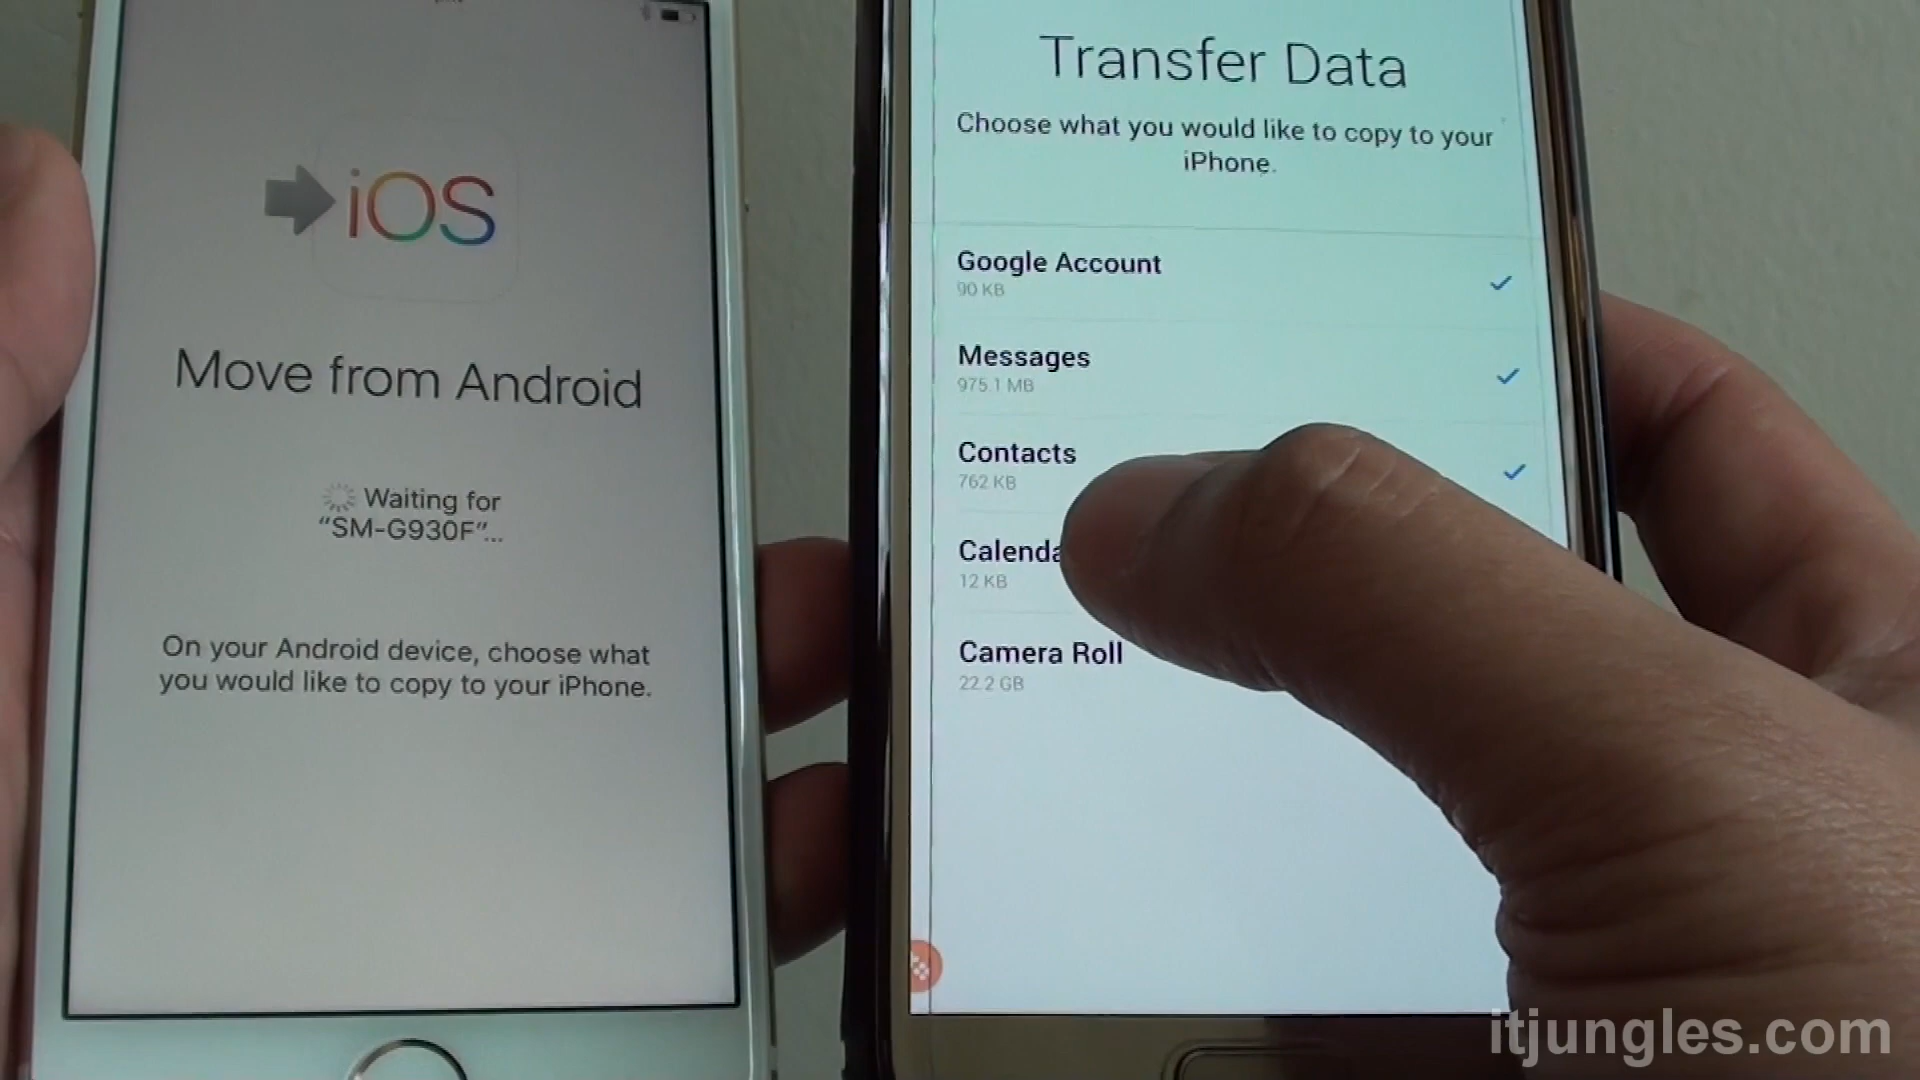 iOS
Move from Android
Waiting for
“SM-G930F”...
On your Android device, choose what
you would like to copy to your iPhone.
Transfer Data
Choose what you would like to copy to your
iPhone.
Google Account
90 KB
Messages
975.1 MB
Contacts
762 KB
Calenda
12 KB
Camera Roll
22.2 GB
itjungles.com